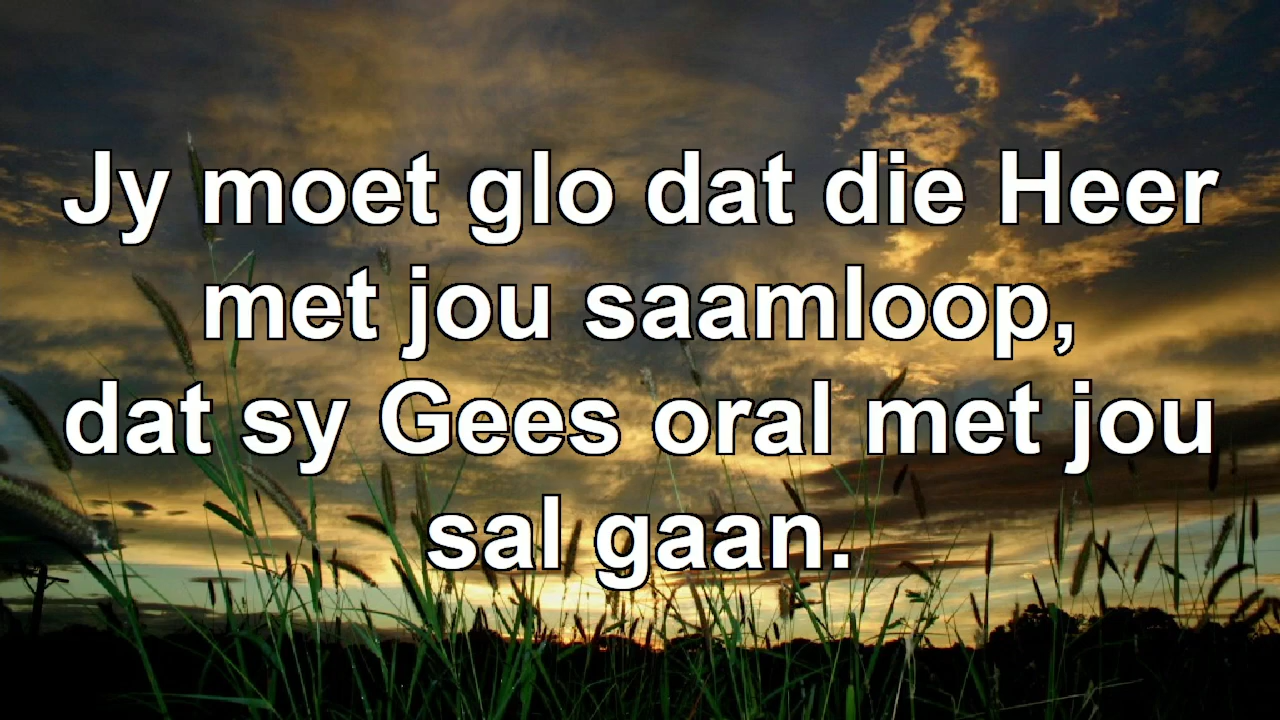 Jy moet glo dat die Heer
met jou saamloop,
dat sy Gees oral met jou
sal gaan.